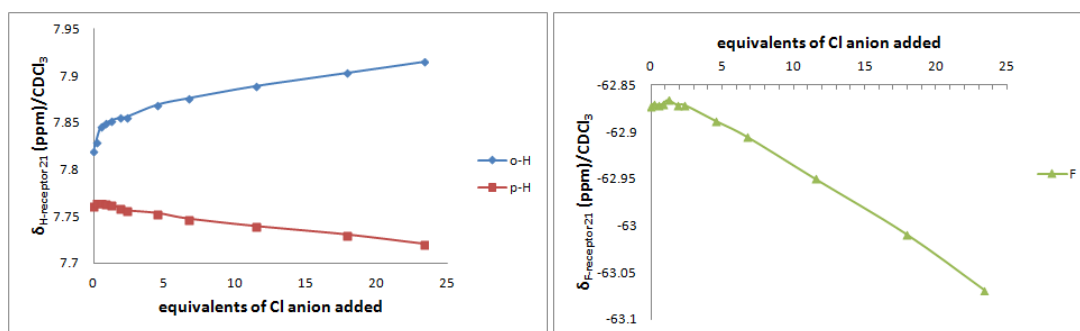 7.95
7.9
7.85
7.8
7.75
7.7
δH-receptor 21 (ppm)/CDCl3
0 5 10 15 20 25
equivalents of Cl anion added
o-H
p-H
equivalents of Cl anion added
0 5 10 15 20 25
-62.85
-62.9
-62.95
-63
-63.05
-63.1
δF-receptor 21 (ppm)/CDCl3
F